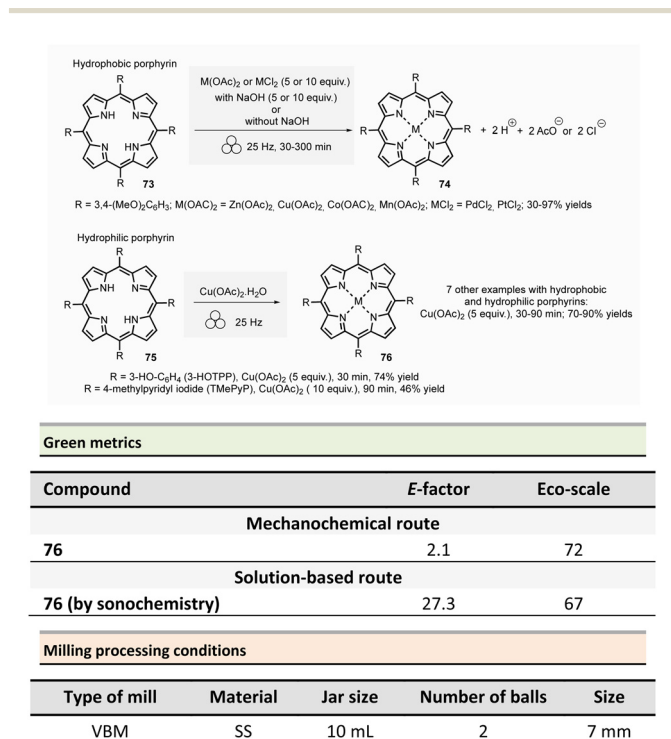 Hydrophobic porphyrin
R
NH
N
R
R
N
HN
R
73
M(OAc)2 or MCl2 (5 or 10 equiv.)
with NaOH (5 or 10 equiv.)
or
without NaOH
25 Hz, 30-300 min
R
N
N
R
M
R
N
N
R
74
+ 2 H⊕ + 2 AcO⊖ or 2 Cl⊖
R = 3,4-(MeO)2C6H3; M(OAC)2 = Zn(OAc)2, Cu(OAC)2, Co(OAC)2, Mn(OAc)2; MCl2 = PdCl2, PtCl2; 30-97% yields
Hydrophilic porphyrin
R
NH
N
R
R
N
HN
R
75
Cu(OAc)2.H2O
25 Hz
R
N
N
R
M
R
N
N
R
76
7 other examples with hydrophobic
and hydrophilic porphyrins:
Cu(OAc)2 (5 equiv.), 30-90 min; 70-90% yields
R = 3-HO-C6H4 (3-HOTPP), Cu(OAc)2 (5 equiv.), 30 min, 74% yield
R = 4-methylpyridyl iodide (TMePyP), Cu(OAc)2 ( 10 equiv.), 90 min, 46% yield
Green metrics
Compound E-factor Eco-scale
Mechanochemical route
76 2.1 72
Solution-based route
76 (by sonochemistry) 27.3 67
Milling processing conditions
Type of mill Material Jar size Number of balls Size
VBM SS 10 mL 2 7 mm